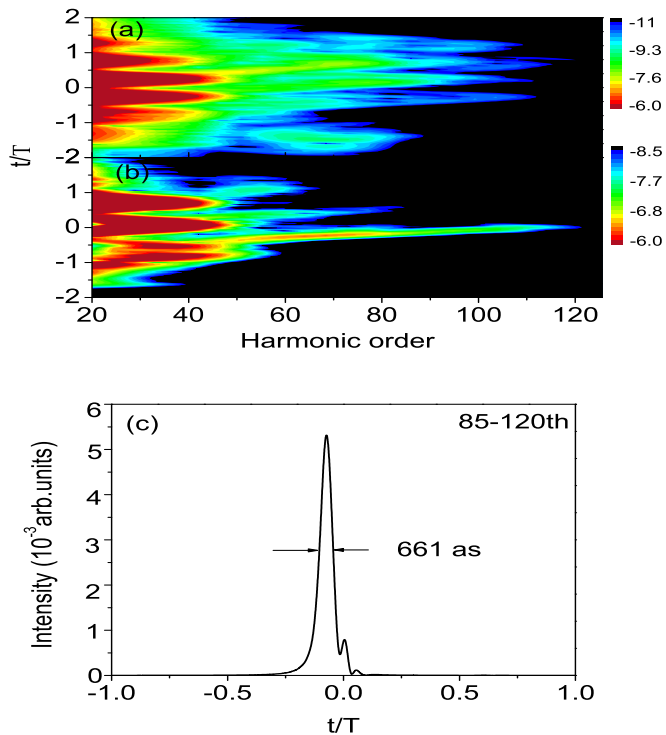 2
(a)
1
0
-1
-2
-11
-9.3
-7.6
-6.0
t/T
(b)
1
0
-1
-2
-8.5
-7.7
-6.9
-6.0
20 40 60 80 100 120
Harmonic order
6
(c)
85-120th
5
4
3
661 as
2
1
0
Intensity (10⁻³arb.units)
-1.0 -0.5 0.0 0.5 1.0
t/T